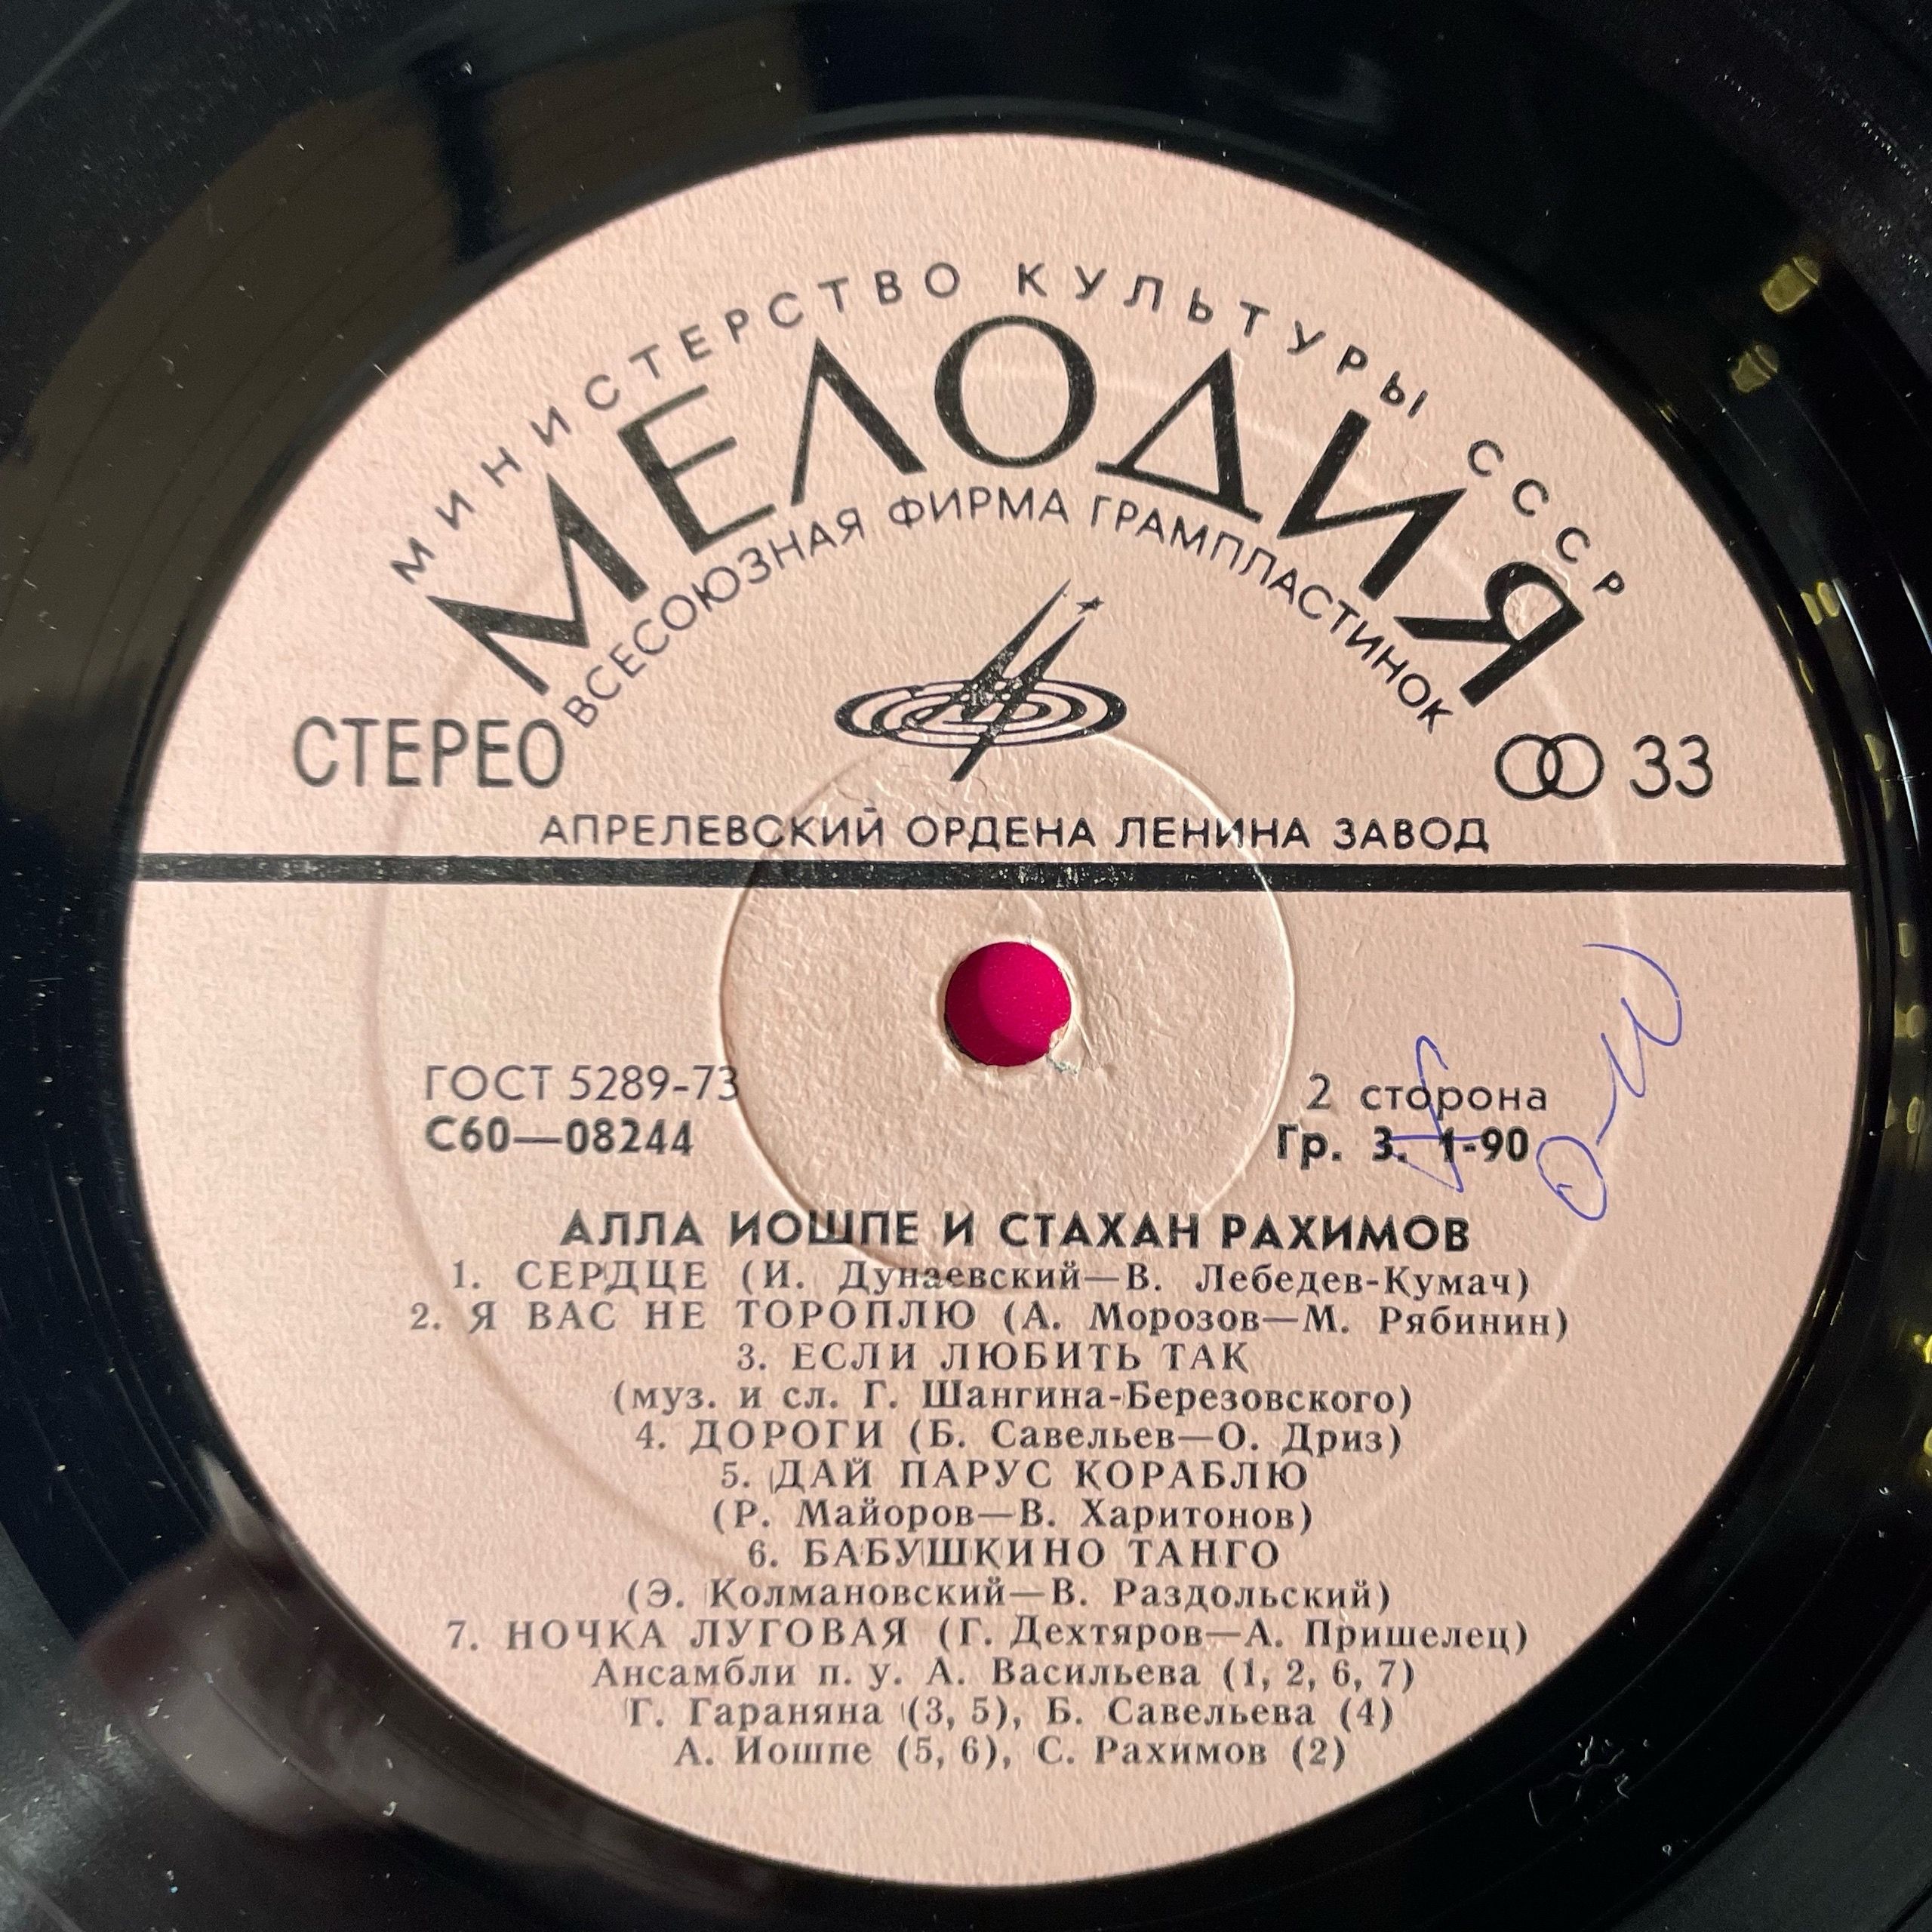 МИНИСТЕРСТВО КУЛЬТУРЫ СССР
МЕЛОДИЯ
ВСЕСОЮЗНАЯ ФИРМА ГРАМПЛАСТИНОК
СТЕРЕО
33
АПРЕЛЕВСКИЙ ОРДЕНА ЛЕНИНА ЗАВОД
ГОСТ 5289-73
2 сторона
С60—08244
Гр. 3. 1-90
АЛЛА ИОШПЕ И СТАХАН РАХИМОВ
1. СЕРДЦЕ (И. Дунаевский—В. Лебедев-Кумач)
2. Я ВАС НЕ ТОРОПЛЮ (А. Морозов—М. Рябинин)
3. ЕСЛИ ЛЮБИТЬ ТАК
(муз. и сл. Г. Шангина-Березовского)
4. ДОРОГИ (Б. Савельев—О. Дриз)
5. ДАЙ ПАРУС КОРАБЛЮ
(Р. Майоров—В. Харитонов)
6. БАБУШКИНО ТАНГО
(Э. Колмановский—В. Раздольский)
7. НОЧКА ЛУГОВАЯ (Г. Дехтяров—А. Пришелец)
Ансамбли п. у. А. Васильева (1, 2, 6, 7)
Г. Гараняна (3, 5), Б. Савельева (4)
А. Иошпе (5, 6), С. Рахимов (2)